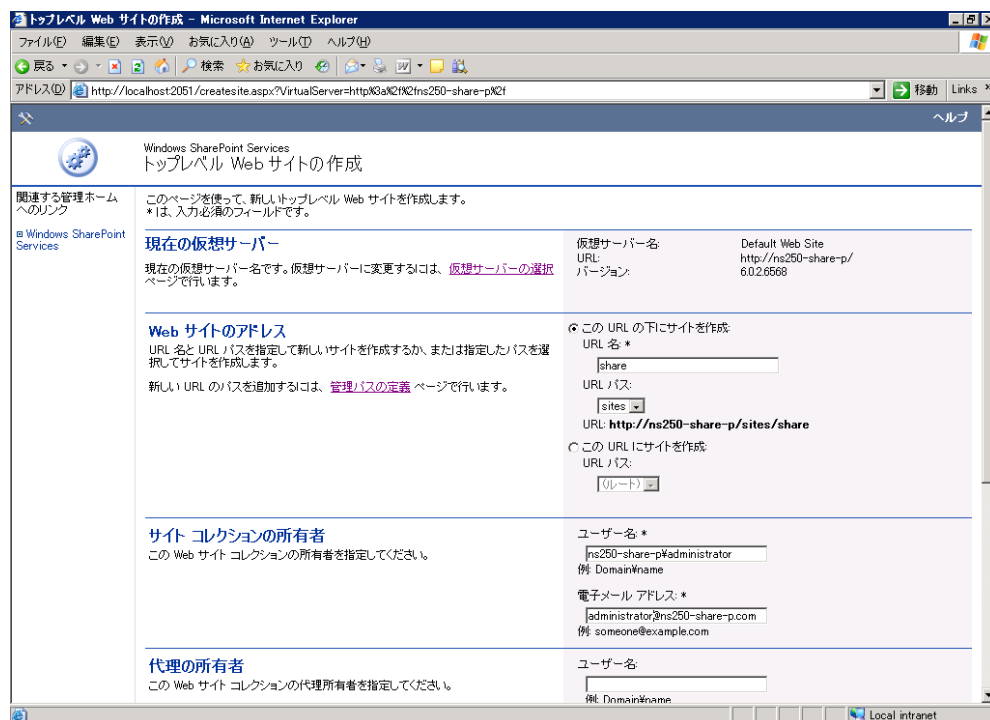 トップレベル Web サイトの作成 - Microsoft Internet Explorer
ファイル(F) 編集(E) 表示(V) お気に入り(A) ツール(T) ヘルプ(H)
戻る 検索 お気に入り
アドレス(D) http://localhost:2051/createsite.aspx?VirtualServer=http%3a%2f%2fns250-share-p%2f 移動 Links »
ヘルプ
Windows SharePoint Services
トップレベル Web サイトの作成
関連する管理ホーム
へのリンク
Windows SharePoint
Services
このページを使って、新しいトップレベル Web サイトを作成します。
* は、入力必須のフィールドです。
現在の仮想サーバー
現在の仮想サーバー名です。仮想サーバーに変更するには、仮想サーバーの選択
ページで行います。
仮想サーバー名: Default Web Site
URL: http://ns250-share-p/
バージョン: 6.0.2.6568
Web サイトのアドレス
URL 名と URL パスを指定して新しいサイトを作成するか、または指定したパスを選
択してサイトを作成します。
新しい URL のパスを追加するには、管理パスの定義 ページで行います。
この URL の下にサイトを作成:
URL 名: *
share
URL パス:
sites
URL: http://ns250-share-p/sites/share
この URL にサイトを作成:
URL パス:
(ルート)
サイト コレクションの所有者
この Web サイト コレクションの所有者を指定してください。
ユーザー名: *
ns250-share-p¥administrator
例: Domain¥name
電子メール アドレス: *
administrator@ns250-share-p.com
例: someone@example.com
代理の所有者
この Web サイト コレクションの代理所有者を指定してください。
ユーザー名:
例: Domain¥name
Local intranet